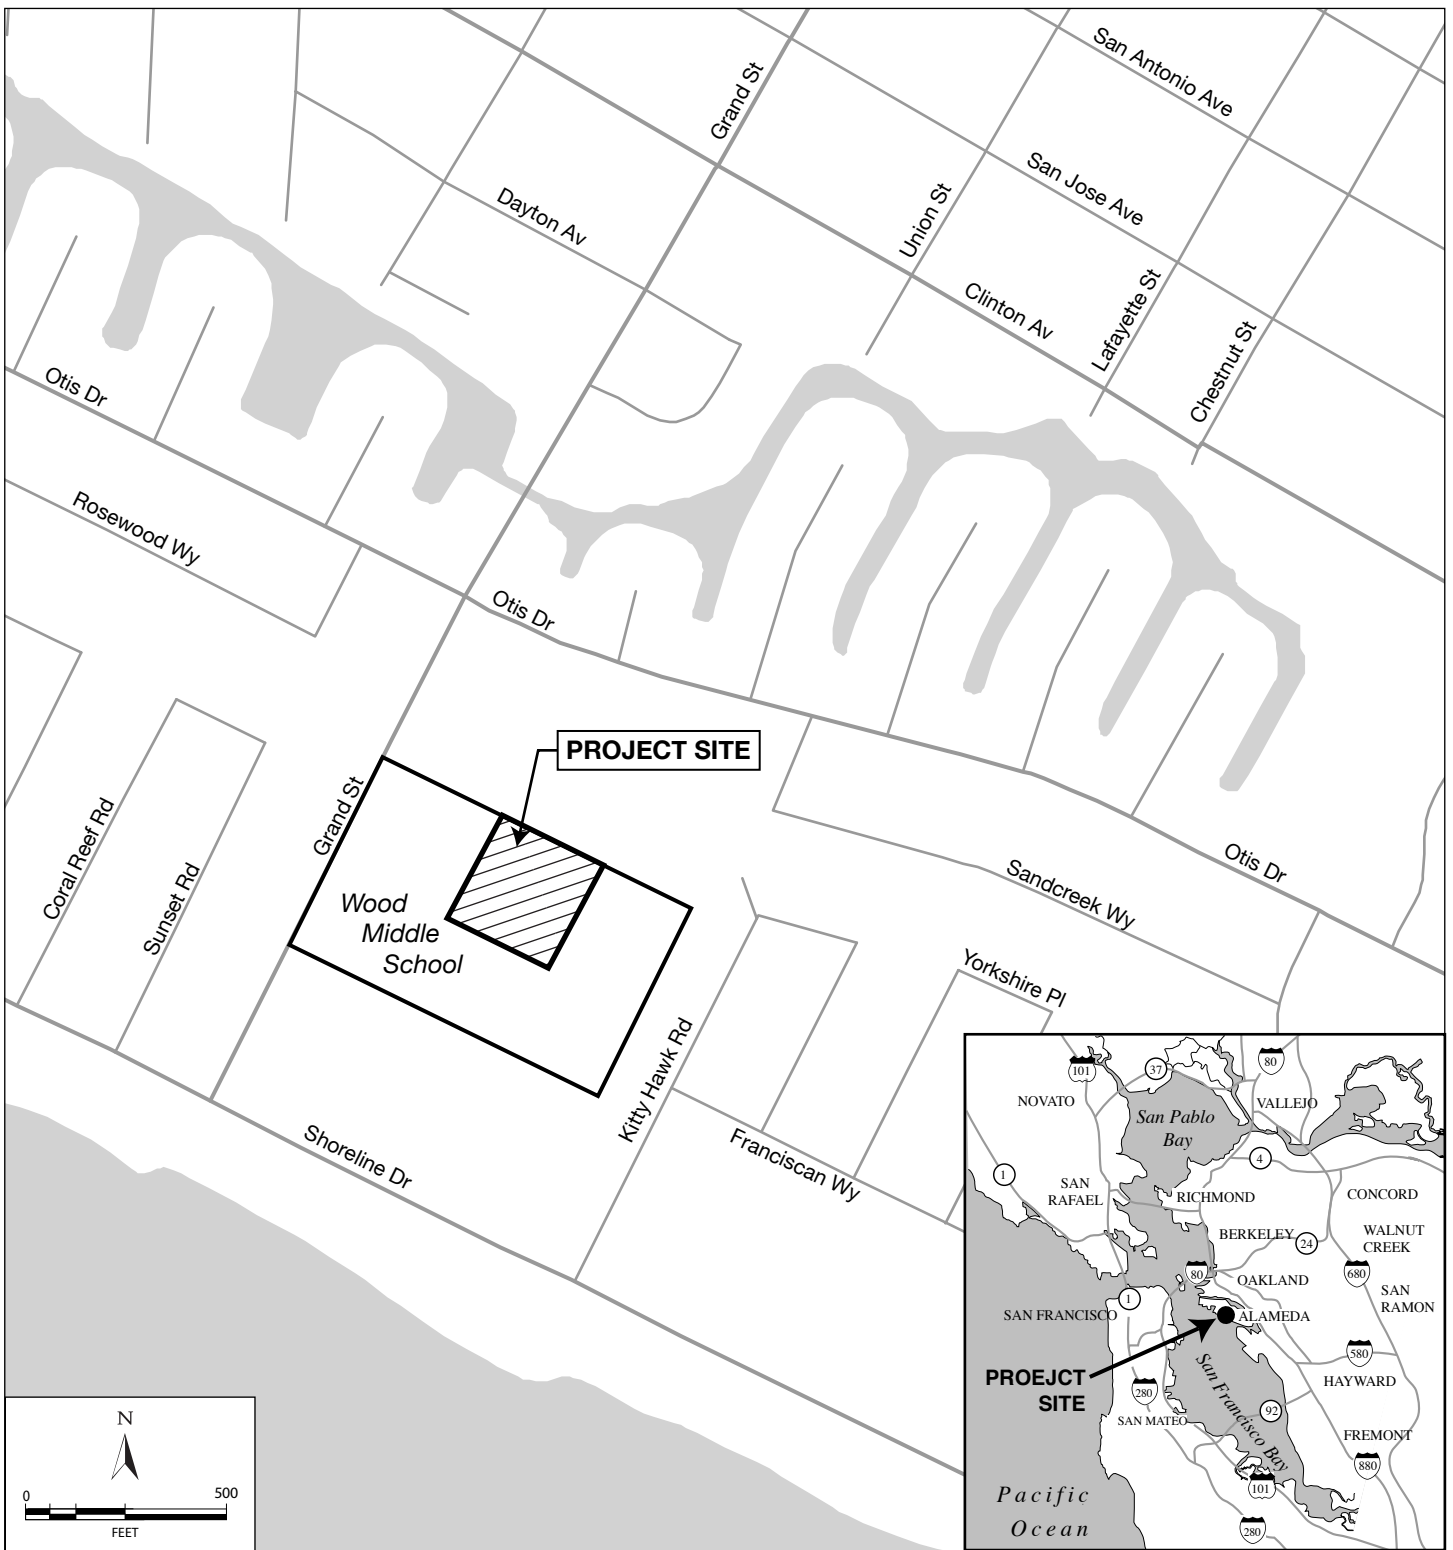 San Antonio Ave
Grand St
San Jose Ave
Union St
Dayton Av
Lafayette St
Clinton Av
Chestnut St
Otis Dr
Rosewood Wy
Otis Dr
PROJECT SITE
Grand St
Coral Reef Rd
Sunset Rd
Otis Dr
Sandcreek Wy
Wood
Middle
School
Yorkshire Pl
Kitty Hawk Rd
Franciscan Wy
Shoreline Dr
N
0
500
FEET
101
37
80
NOVATO
VALLEJO
San Pablo
Bay
4
1
SAN
RAFAEL
RICHMOND
CONCORD
BERKELEY
24
WALNUT
CREEK
80
OAKLAND
680
SAN
RAMON
1
SAN FRANCISCO
ALAMEDA
580
PROEJCT
SITE
San Francisco Bay
HAYWARD
280
92
SAN MATEO
FREMONT
880
101
Pacific
Ocean
280